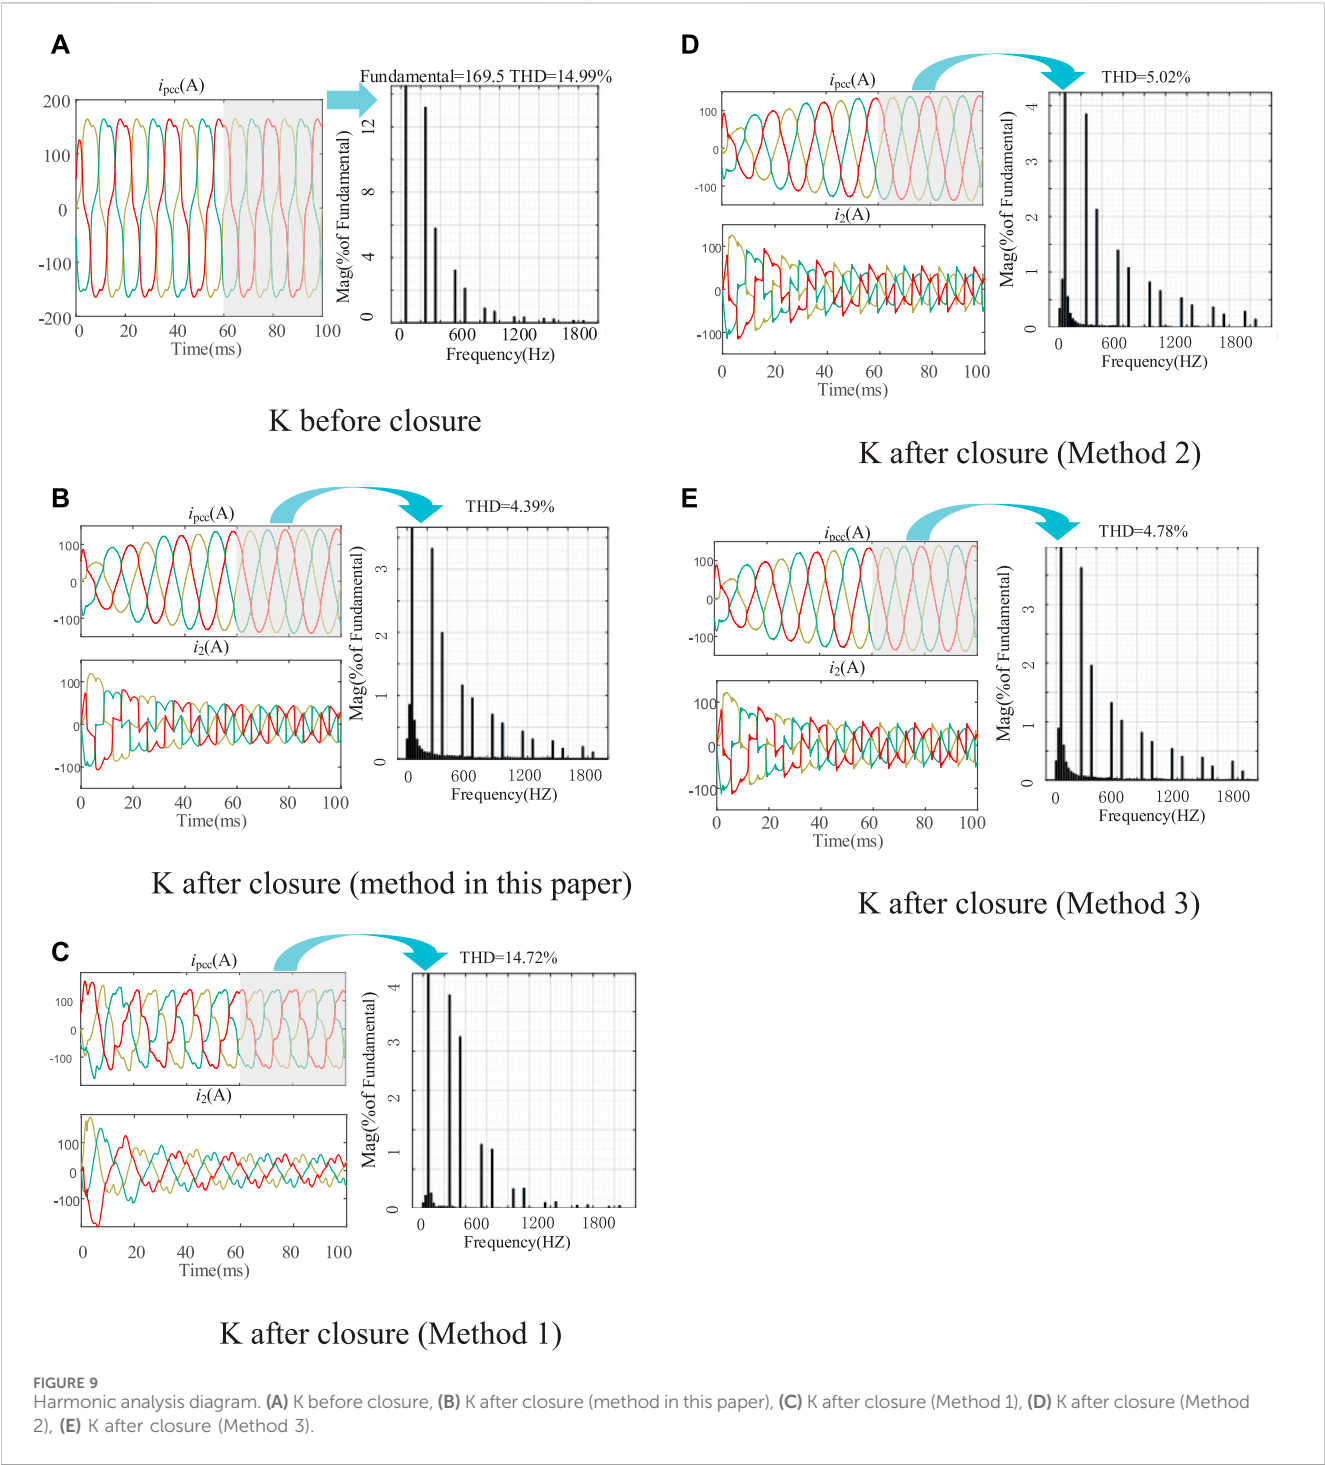 A
i_pcc(A)
Fundamental=169.5 THD=14.99%
200
100
0
-100
-200
0 20 40 60 80 100
Time(ms)
Mag(%of Fundamental)
12
8
4
0
0 600 1200 1800
Frequency(Hz)
K before closure
B
i_pcc(A)
THD=4.39%
100
0
-100
i_2(A)
100
0
-100
0 20 40 60 80 100
Time(ms)
Mag(%of Fundamental)
3
2
1
0
0 600 1200 1800
Frequency(HZ)
K after closure (method in this paper)
C
i_pcc(A)
THD=14.72%
100
0
-100
i_2(A)
100
0
-100
0 20 40 60 80 100
Time(ms)
Mag(%of Fundamental)
4
3
2
1
0
0 600 1200 1800
Frequency(HZ)
K after closure (Method 1)
D
i_pcc(A)
THD=5.02%
100
0
-100
i_2(A)
100
0
-100
0 20 40 60 80 100
Time(ms)
Mag(%of Fundamental)
4
3
2
1
0
0 600 1200 1800
Frequency(HZ)
K after closure (Method 2)
E
i_pcc(A)
THD=4.78%
100
0
-100
i_2(A)
100
0
-100
0 20 40 60 80 100
Time(ms)
Mag(%of Fundamental)
3
2
1
0
0 600 1200 1800
Frequency(HZ)
K after closure (Method 3)
FIGURE 9
Harmonic analysis diagram. (A) K before closure, (B) K after closure (method in this paper), (C) K after closure (Method 1), (D) K after closure (Method
2), (E) K after closure (Method 3).